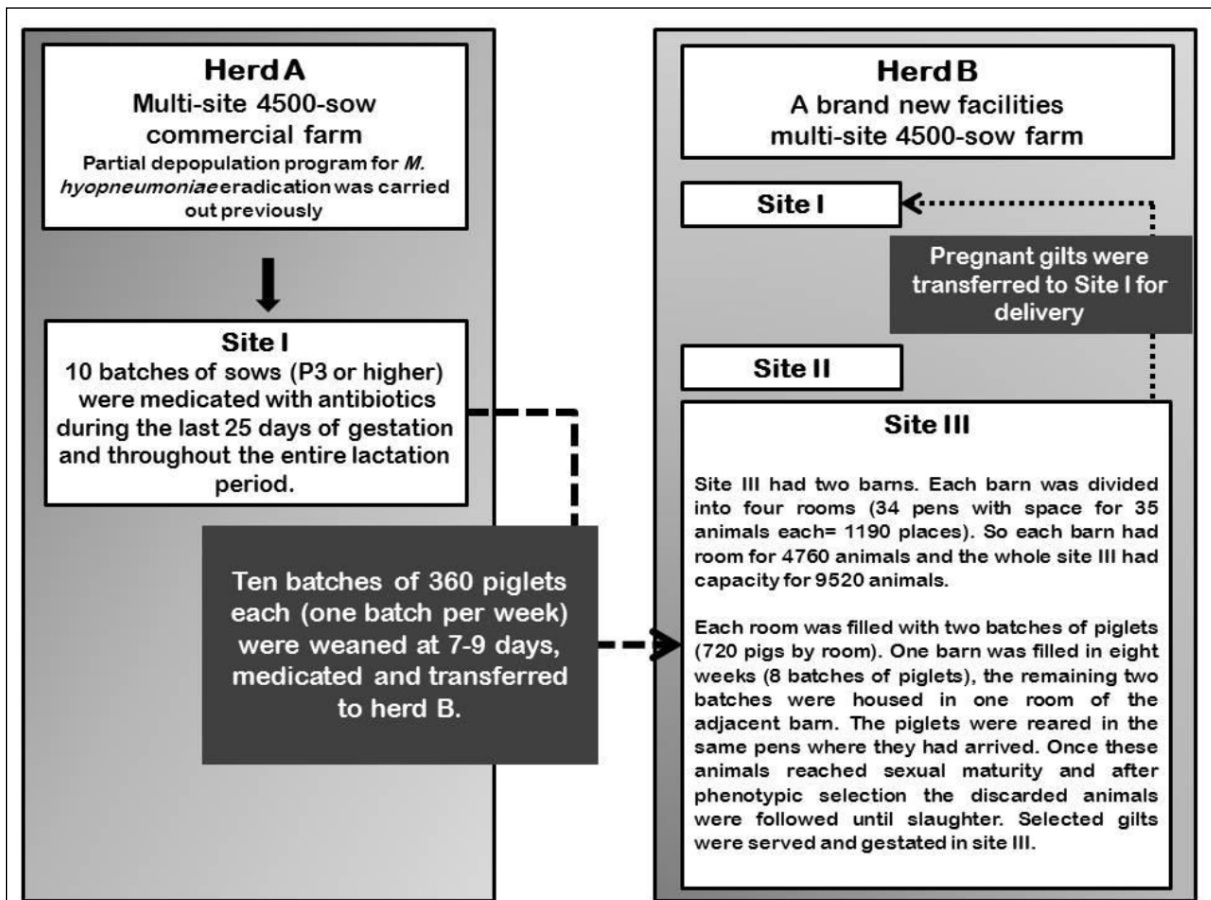 Herd A
Multi-site 4500-sow
commercial farm
Partial depopulation program for M.
hyopneumoniae eradication was carried
out previously
Site I
10 batches of sows (P3 or higher)
were medicated with antibiotics
during the last 25 days of gestation
and throughout the entire lactation
period.
Ten batches of 360 piglets
each (one batch per week)
were weaned at 7-9 days,
medicated and transferred
to herd B.
Herd B
A brand new facilities
multi-site 4500-sow farm
Site I
Pregnant gilts were
transferred to Site I for
delivery
Site II
Site III
Site III had two barns. Each barn was divided
into four rooms (34 pens with space for 35
animals each= 1190 places). So each barn had
room for 4760 animals and the whole site III had
capacity for 9520 animals.
Each room was filled with two batches of piglets
(720 pigs by room). One barn was filled in eight
weeks (8 batches of piglets), the remaining two
batches were housed in one room of the
adjacent barn. The piglets were reared in the
same pens where they had arrived. Once these
animals reached sexual maturity and after
phenotypic selection the discarded animals
were followed until slaughter. Selected gilts
were served and gestated in site III.